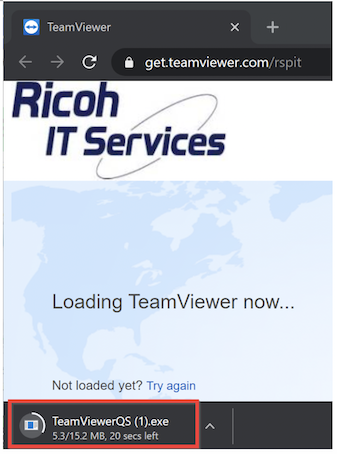 TeamViewer
get.teamviewer.com/rspit
Ricoh
IT Services
Loading TeamViewer now...
Not loaded yet? Try again
TeamViewerQS (1).exe
5.3/15.2 MB, 20 secs left